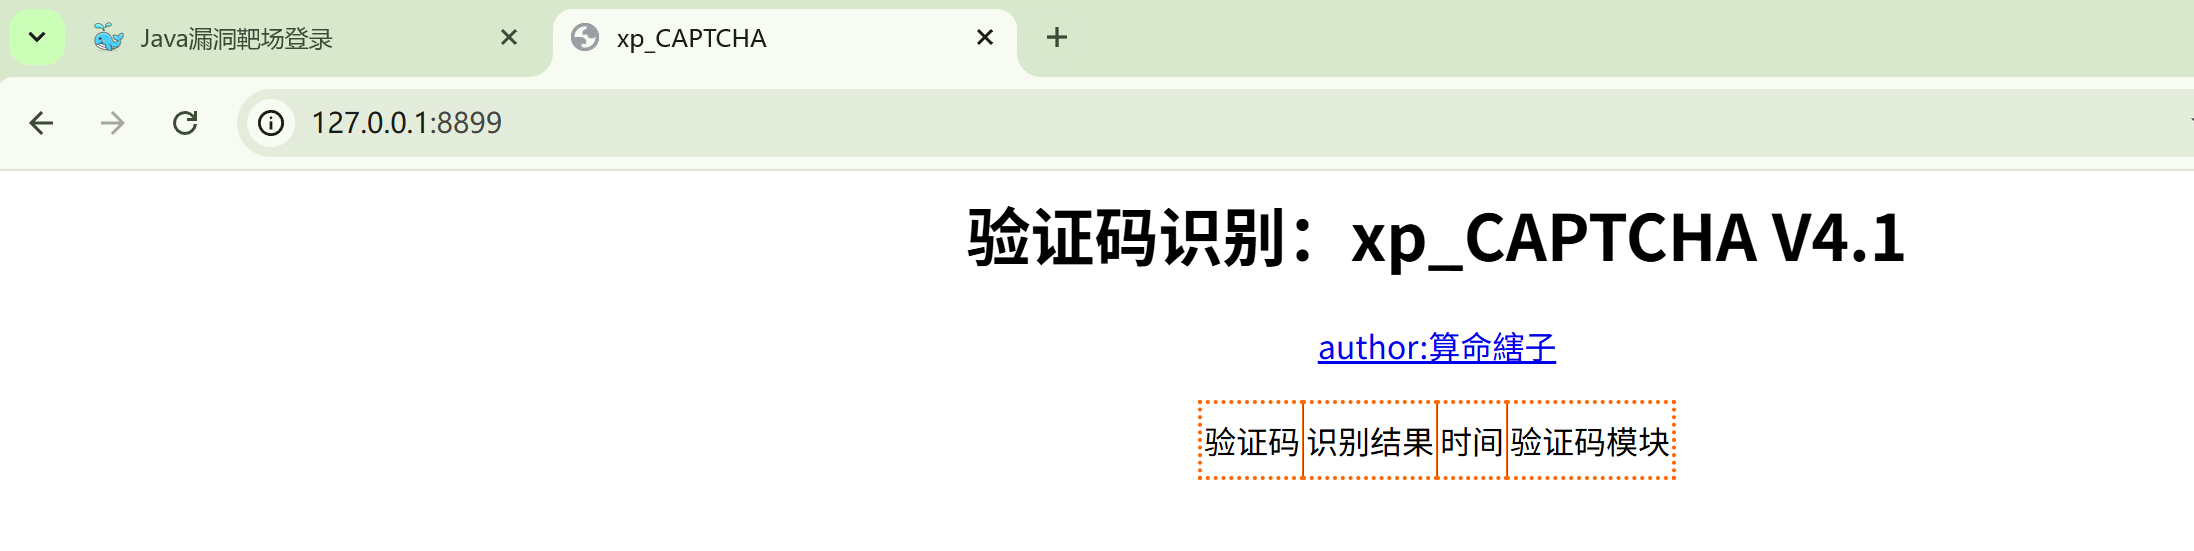 Java漏洞靶场登录
xp_CAPTCHA
127.0.0.1:8899
验证码识别：xp_CAPTCHA V4.1
author:算命縖子
验证码 识别结果 时间 验证码模块